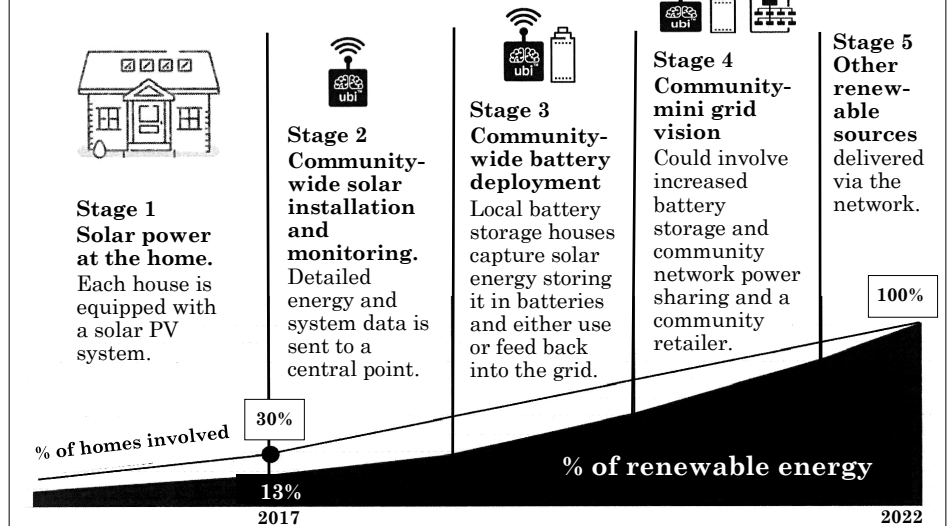 Stage 1
Solar power
at the home.
Each house is
equipped with
a solar PV
system.
ubi
Stage 2
Community-
wide solar
installation
and
monitoring.
Detailed
energy and
system data is
sent to a
central point.
ubi
Stage 3
Community-
wide battery
deployment
Local battery
storage houses
capture solar
energy storing
it in batteries
and either use
or feed back
into the grid.
ubi
Stage 4
Community-
mini grid
vision
Could involve
increased
battery
storage and
community
network power
sharing and a
community
retailer.
Stage 5
Other
renew-
able
sources
delivered
via the
network.
100%
30%
% of homes involved
% of renewable energy
13%
2017
2022